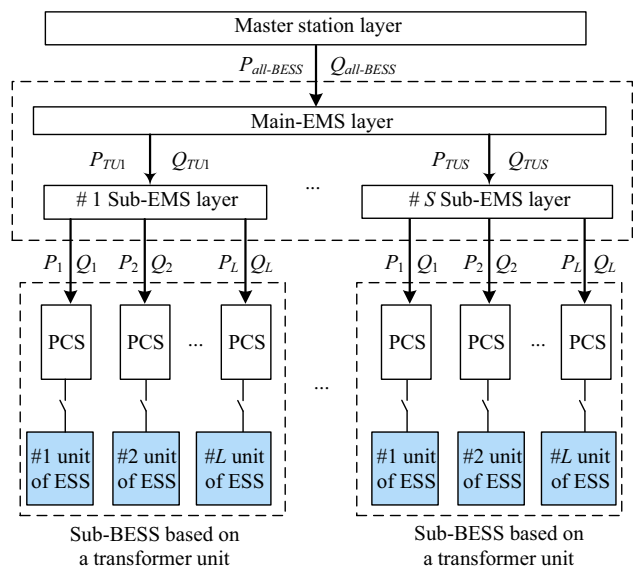 Master station layer
P_all-BESS Q_all-BESS
Main-EMS layer
P_TU1 Q_TU1 P_TUS Q_TUS
...
# 1 Sub-EMS layer # S Sub-EMS layer
P_1 Q_1 P_2 Q_2 P_L Q_L P_1 Q_1 P_2 Q_2 P_L Q_L
PCS PCS ... PCS PCS PCS ... PCS
...
#1 unit #2 unit #L unit #1 unit #2 unit #L unit
of ESS of ESS of ESS of ESS of ESS of ESS
Sub-BESS based on Sub-BESS based on
a transformer unit a transformer unit